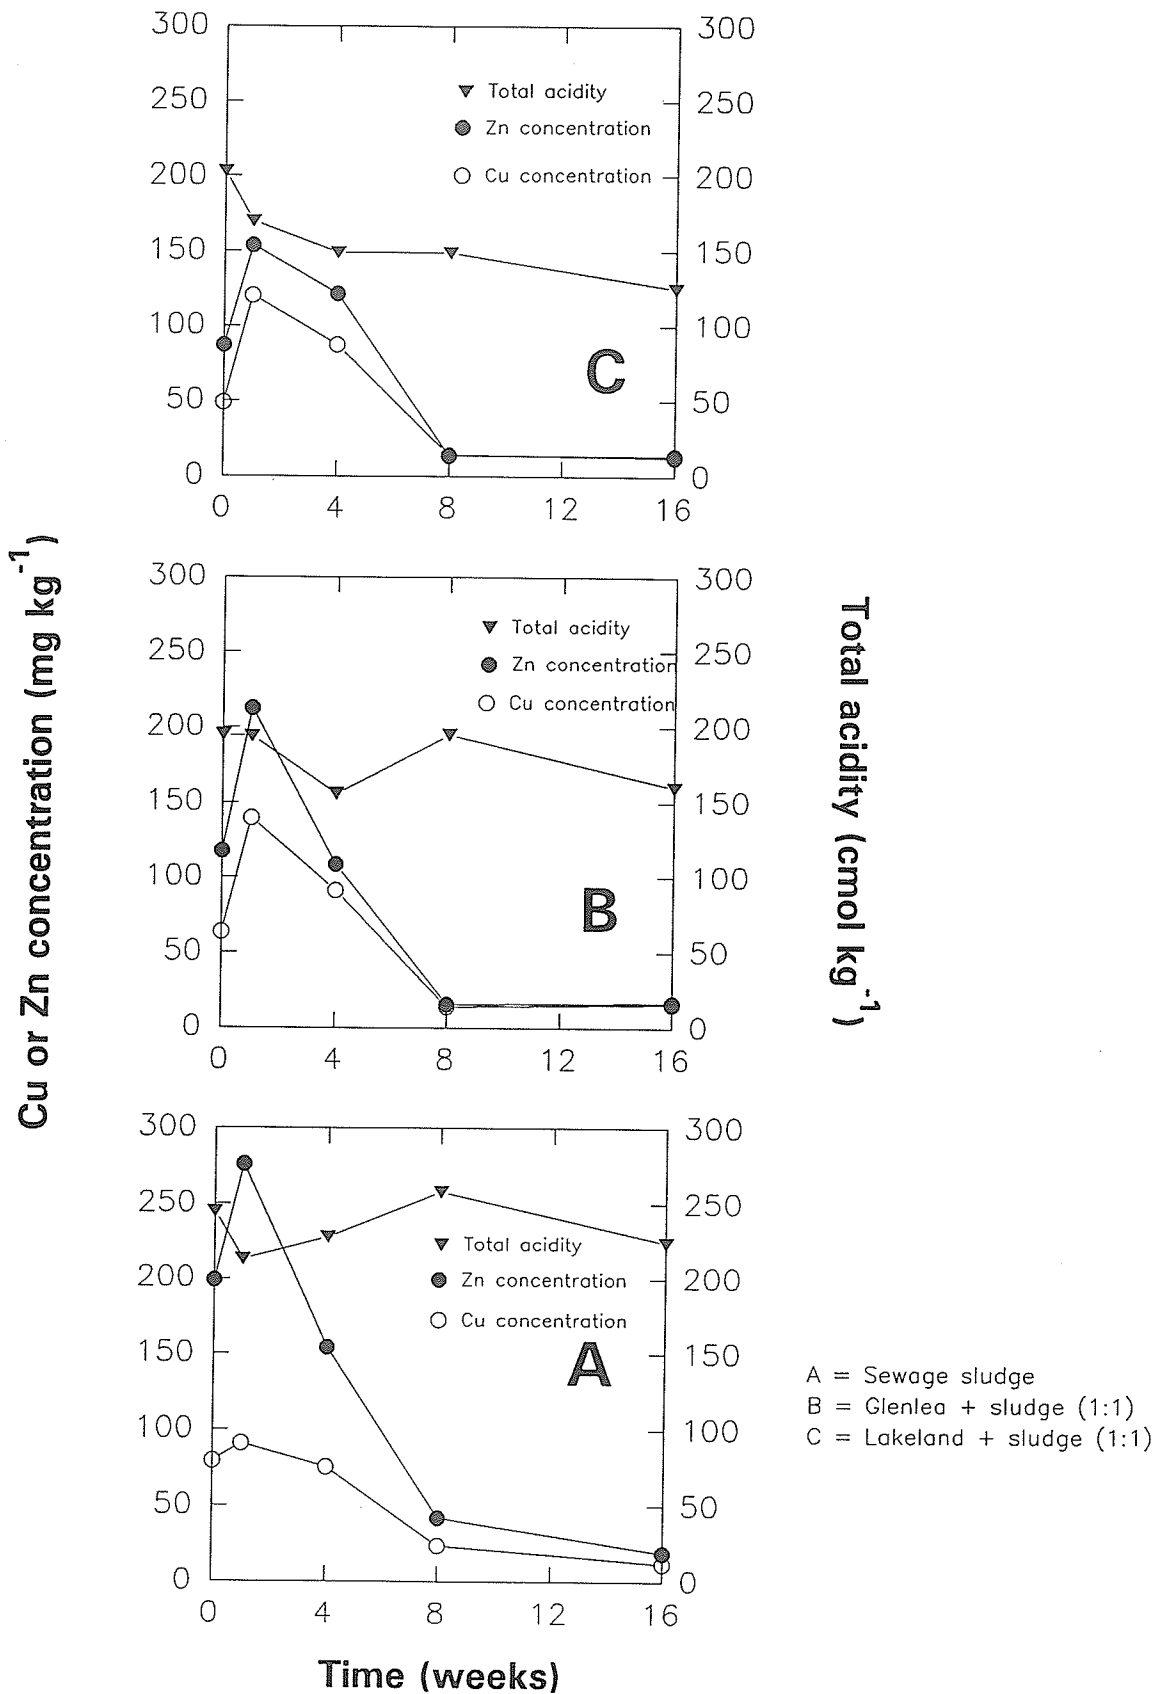 300
250
200
150
100
50
0
300
250
200
150
100
50
0
Total acidity
Zn concentration
Cu concentration
C
0 4 8 12 16
300
250
200
150
100
50
0
300
250
200
150
100
50
0
Total acidity
Zn concentration
Cu concentration
B
0 4 8 12 16
300
250
200
150
100
50
0
300
250
200
150
100
50
0
Total acidity
Zn concentration
Cu concentration
A
0 4 8 12 16
Cu or Zn concentration (mg kg⁻¹)
Total acidity (cmol kg⁻¹)
Time (weeks)
A = Sewage sludge
B = Glenlea + sludge (1:1)
C = Lakeland + sludge (1:1)